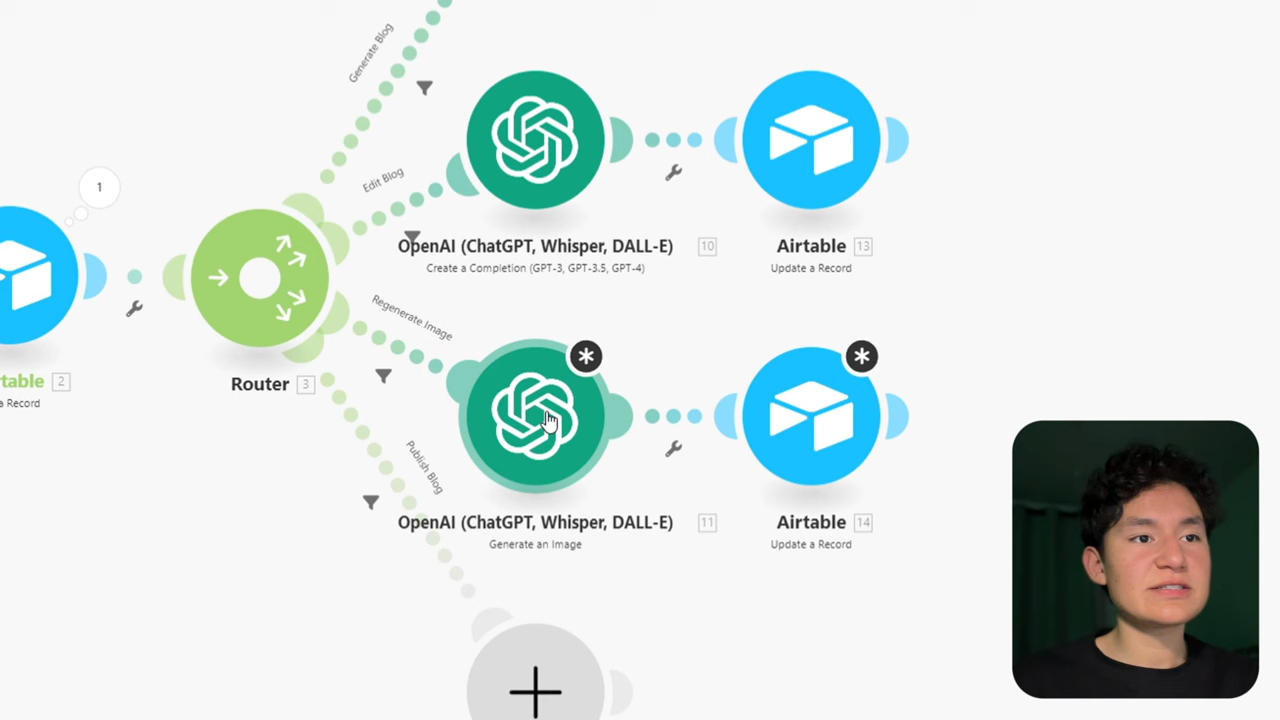 Generate Blog
1
Edit Blog
OpenAI (ChatGPT, Whisper, DALL-E) 10
Create a Completion (GPT-3, GPT-3.5, GPT-4)
Airtable 13
Update a Record
Regenerate Image
table 2
a Record
Router 3
Publish Blog
OpenAI (ChatGPT, Whisper, DALL-E) 11
Generate an Image
Airtable 14
Update a Record